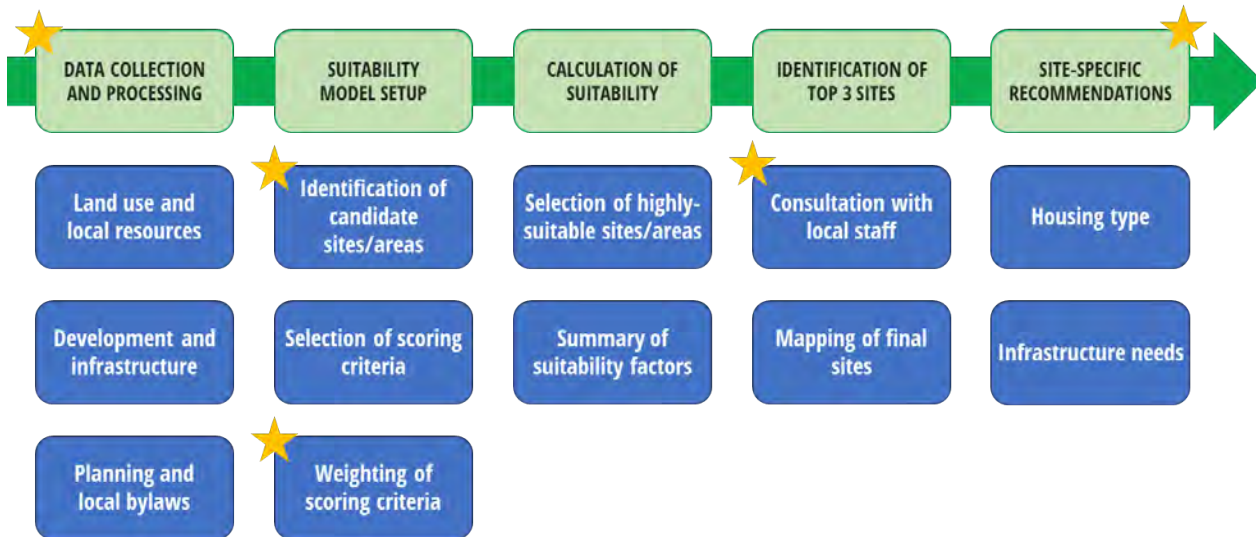 DATA COLLECTION
AND PROCESSING
SUITABILITY
MODEL SETUP
CALCULATION OF
SUITABILITY
IDENTIFICATION OF
TOP 3 SITES
SITE-SPECIFIC
RECOMMENDATIONS
Land use and
local resources
Identification of
candidate
sites/areas
Selection of highly-
suitable sites/areas
Consultation with
local staff
Housing type
Development and
infrastructure
Selection of scoring
criteria
Summary of
suitability factors
Mapping of final
sites
Infrastructure needs
Planning and
local bylaws
Weighting of
scoring criteria